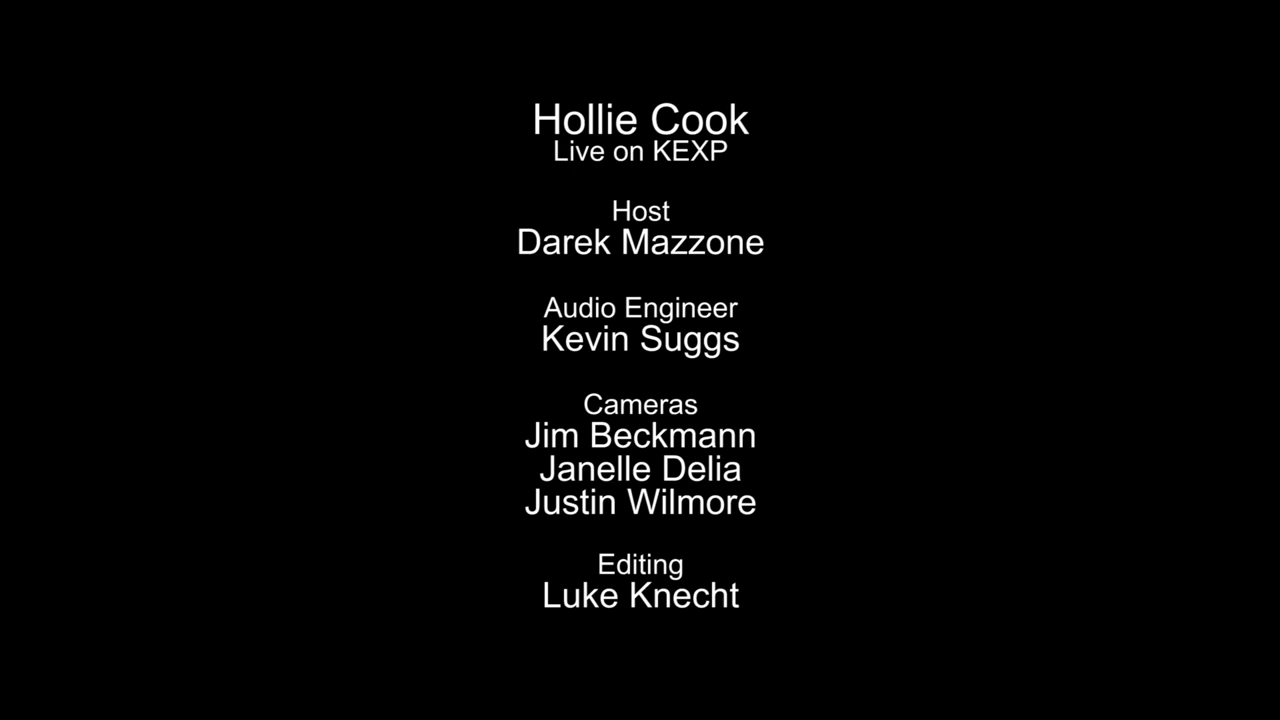 Hollie Cook
Live on KEXP
Host
Darek Mazzone
Audio Engineer
Kevin Suggs
Cameras
Jim Beckmann
Janelle Delia
Justin Wilmore
Editing
Luke Knecht